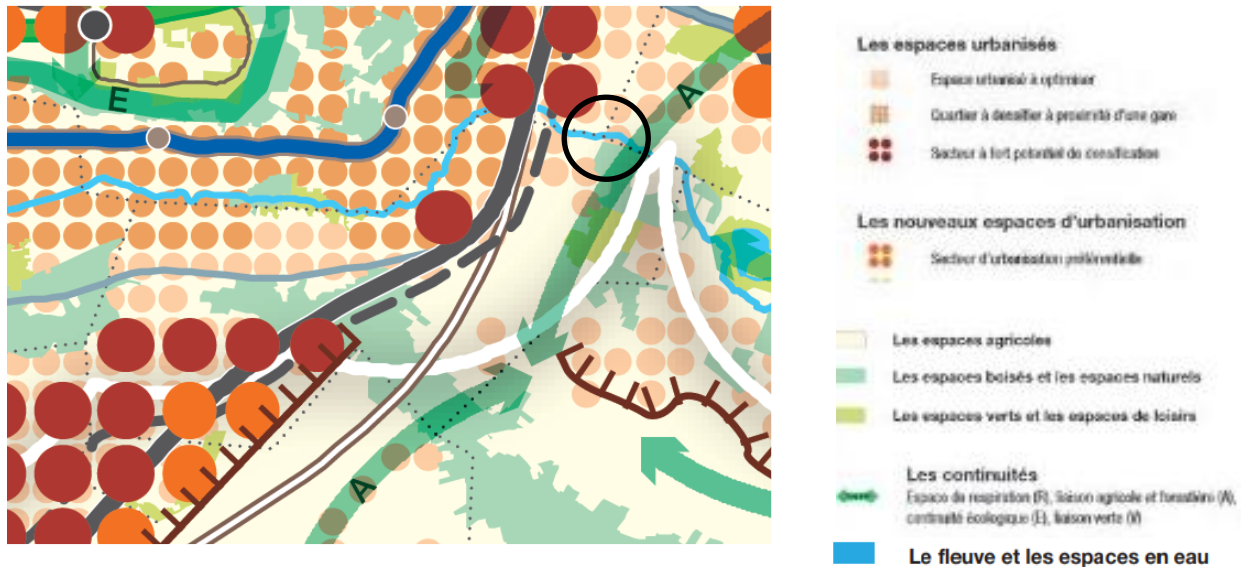 E
A
A
Les espaces urbanisés
Espace urbanisé à optimiser
Quartier à densifier à proximité d'une gare
Secteur à fort potentiel de densification
Les nouveaux espaces d'urbanisation
Secteur d'urbanisation préférentielle
Les espaces agricoles
Les espaces boisés et les espaces naturels
Les espaces verts et les espaces de loisirs
Les continuités
Espace de respiration (R), liaison agricole et forestière (A),
continuité écologique (E), liaison verte (V)
Le fleuve et les espaces en eau